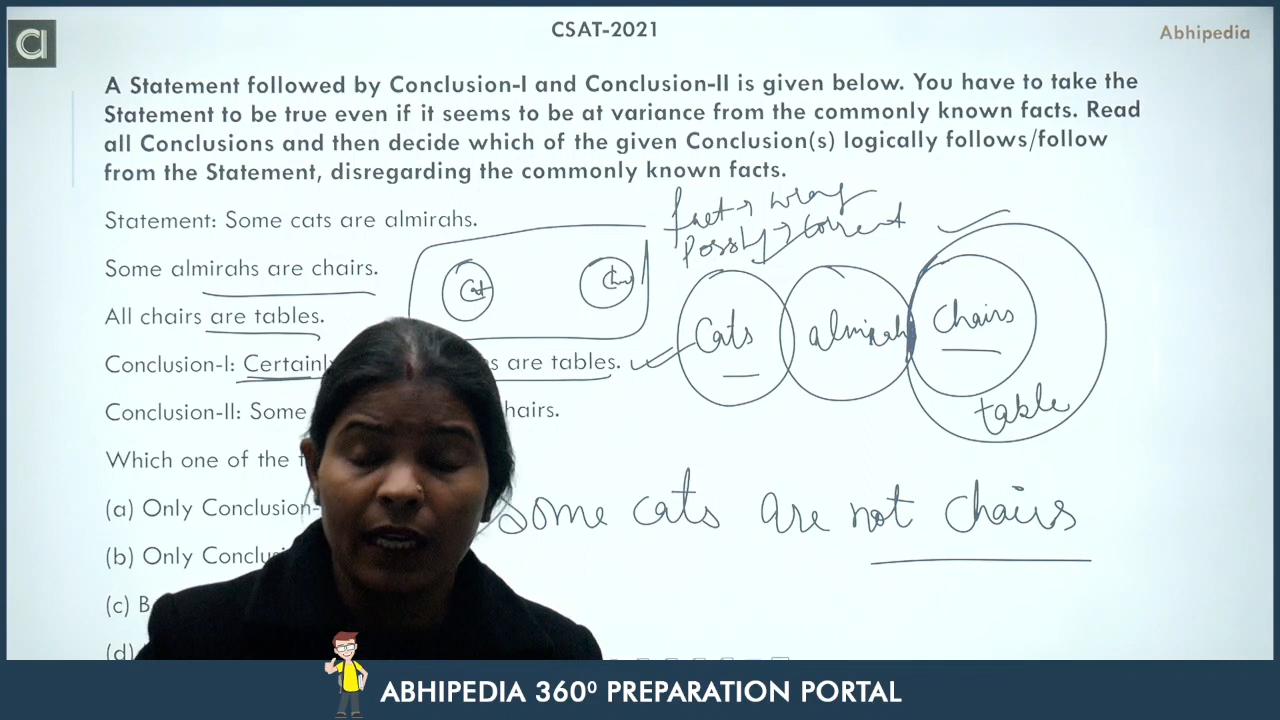 CSAT-2021
Abhipedia
A Statement followed by Conclusion-I and Conclusion-II is given below. You have to take the
Statement to be true even if it seems to be at variance from the commonly known facts. Read
all Conclusions and then decide which of the given Conclusion(s) logically follows/follow
from the Statement, disregarding the commonly known facts.
Statement: Some cats are almirahs.
Some almirahs are chairs.
All chairs are tables.
Conclusion-I: Certain s are tables.
Conclusion-II: Some hairs.
Which one of the
(a) Only Conclusion-
(b) Only Conclu
(c) B
(d)
fact → wrong
Possbly → Correct
Cat
Cats
almirah
chairs
table
some cats are not chairs
ABHIPEDIA 360⁰ PREPARATION PORTAL